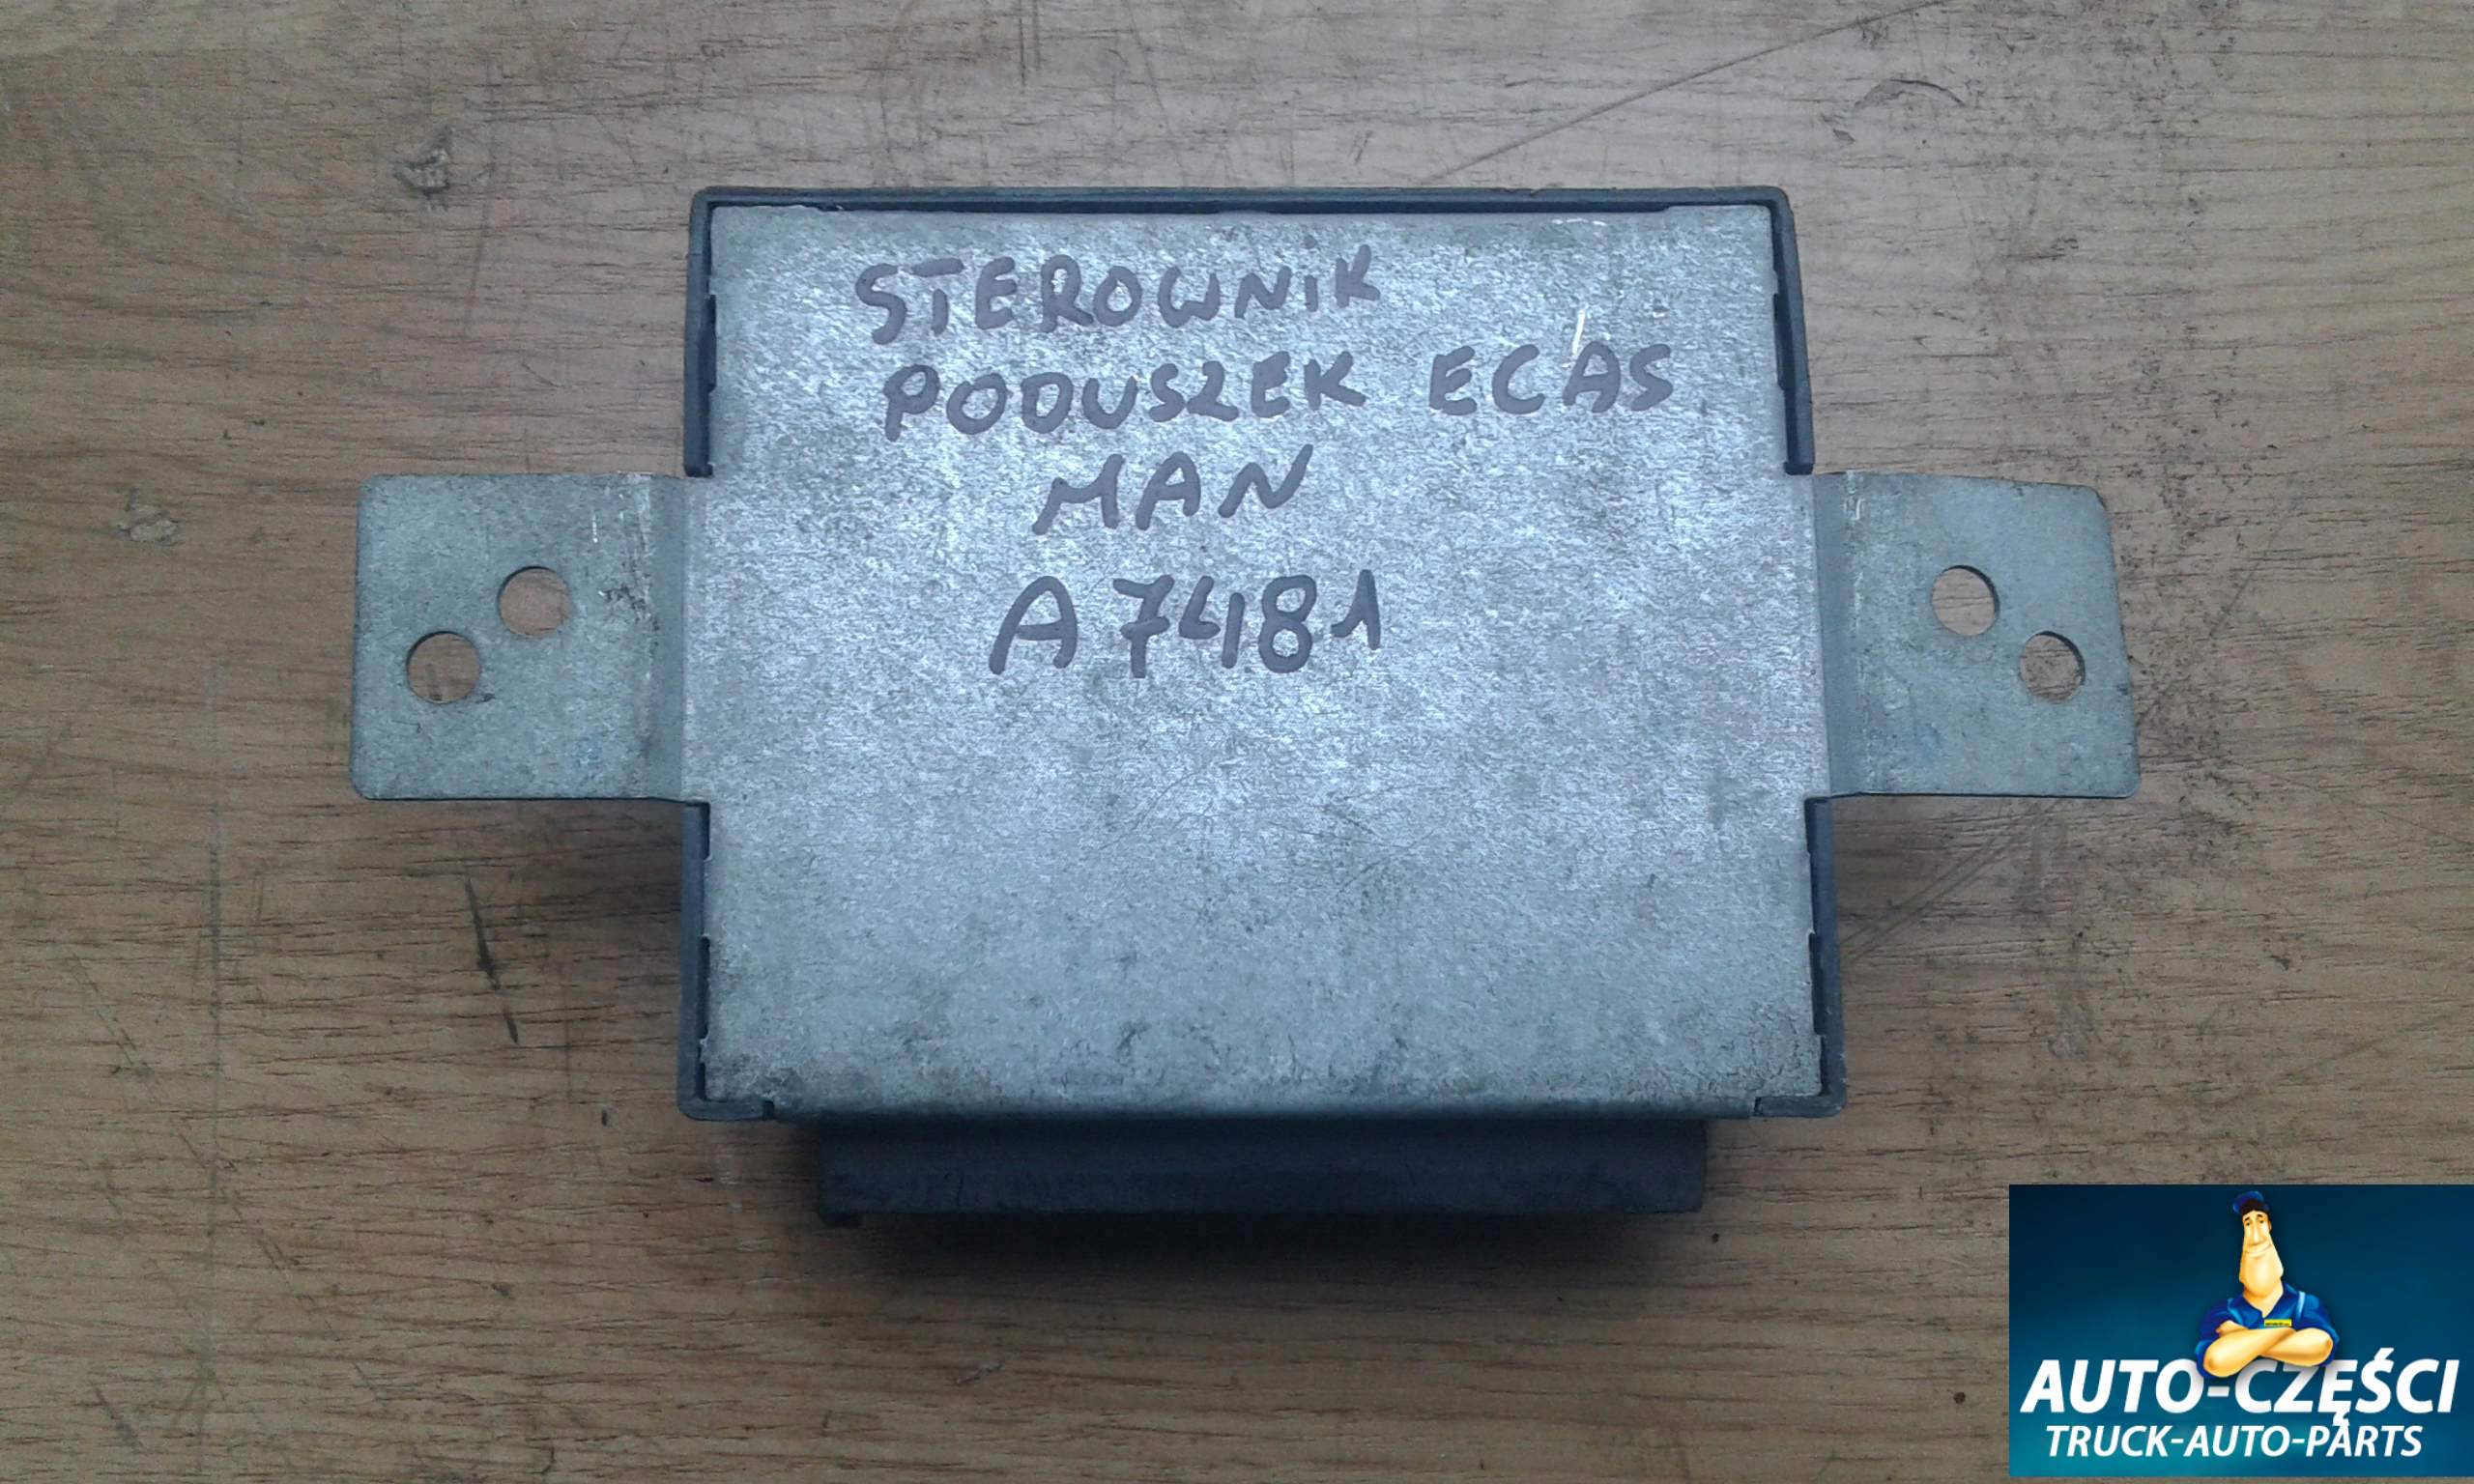 STEROWNIK
PODUSZEK ECAS
MAN
A7481
AUTO-CZĘŚCI
TRUCK-AUTO-PARTS